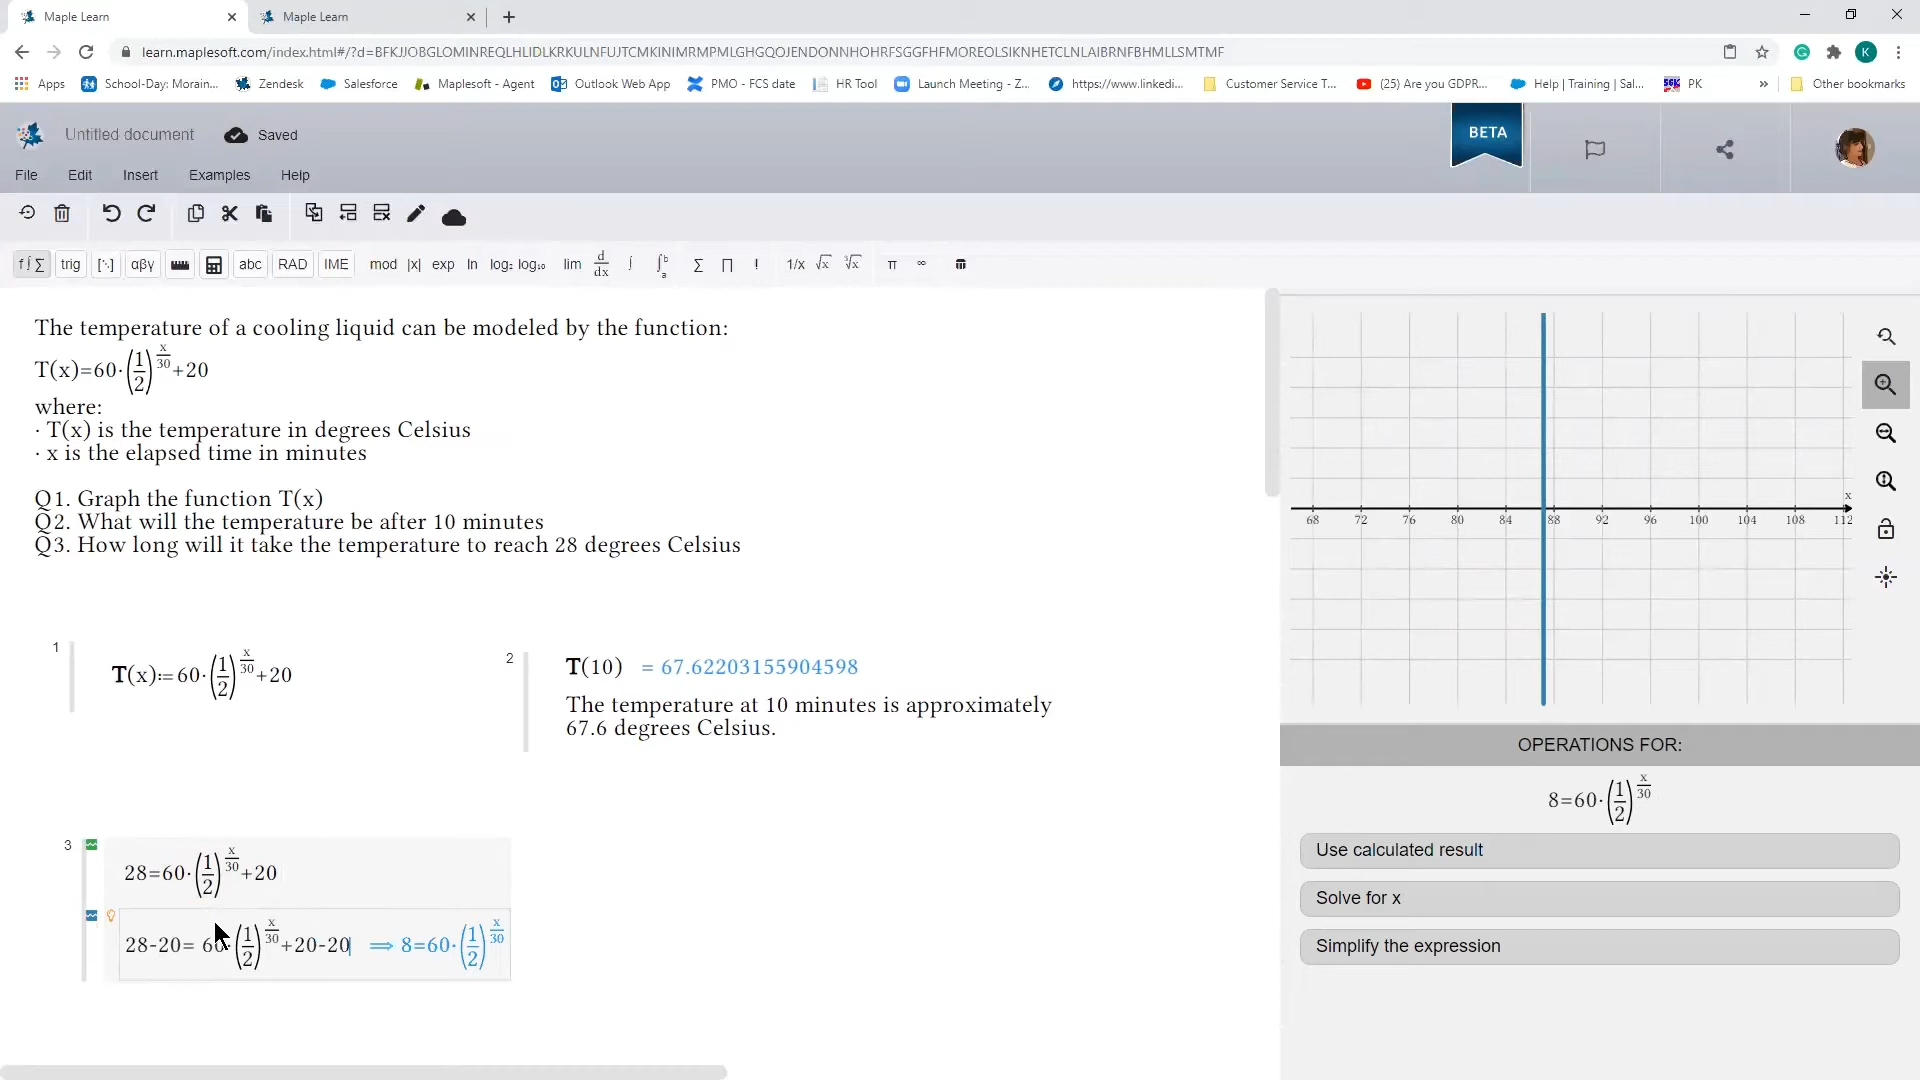 Maple Learn
Maple Learn
learn.maplesoft.com/index.html#/?d=BFKJJOBGLOMINREQLHLIDLKRKULNFUJTCMKINIMRMPMLGHGQOJENDONNHOHRFSGGFHFMOREOLSIKNHETCLNLAIBRNFBHMLLSMTMF
Apps School-Day: Morain... Zendesk Salesforce Maplesoft - Agent Outlook Web App PMO - FCS date HR Tool Launch Meeting - Z... https://www.linkedi... Customer Service T... (25) Are you GDPR... Help | Training | Sal... PK » Other bookmarks
Untitled document Saved
BETA
File Edit Insert Examples Help
f∫∑ trig αβγ abc RAD IME mod |x| exp ln log₂ log₁₀ lim d/dx ∫ ∫ₐᵇ ∑ ∏ ! 1/x √x ∛x π ∞
The temperature of a cooling liquid can be modeled by the function:
T(x)=60·(1/2)^(x/30)+20
where:
· T(x) is the temperature in degrees Celsius
· x is the elapsed time in minutes
Q1. Graph the function T(x)
Q2. What will the temperature be after 10 minutes
Q3. How long will it take the temperature to reach 28 degrees Celsius
1
T(x):=60·(1/2)^(x/30)+20
2
T(10) = 67.62203155904598
The temperature at 10 minutes is approximately
67.6 degrees Celsius.
3
28=60·(1/2)^(x/30)+20
28-20= 60·(1/2)^(x/30)+20-20 ⟹ 8=60·(1/2)^(x/30)
x
68 72 76 80 84 88 92 96 100 104 108 112
OPERATIONS FOR:
8=60·(1/2)^(x/30)
Use calculated result
Solve for x
Simplify the expression